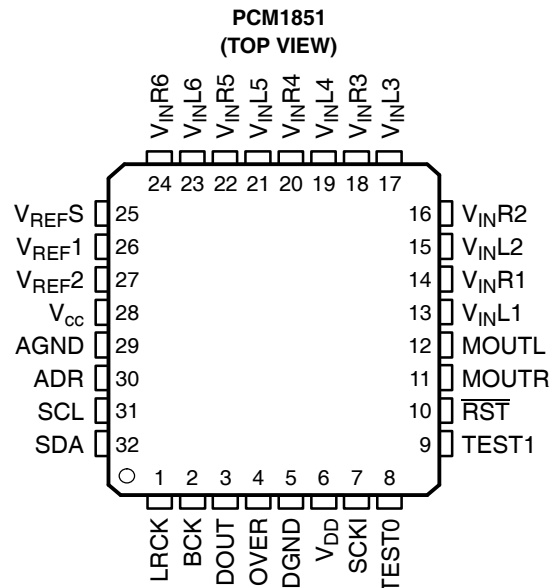 PCM1851
(TOP VIEW)
VINR6 VINL6 VINR5 VINL5 VINR4 VINL4 VINR3 VINL3
24 23 22 21 20 19 18 17
VREFS 25 16 VINR2
VREF1 26 15 VINL2
VREF2 27 14 VINR1
Vcc 28 13 VINL1
AGND 29 12 MOUTL
ADR 30 11 MOUTR
SCL 31 10 RST
SDA 32 9 TEST1
1 2 3 4 5 6 7 8
LRCK BCK DOUT OVER DGND VDD SCKI TEST0